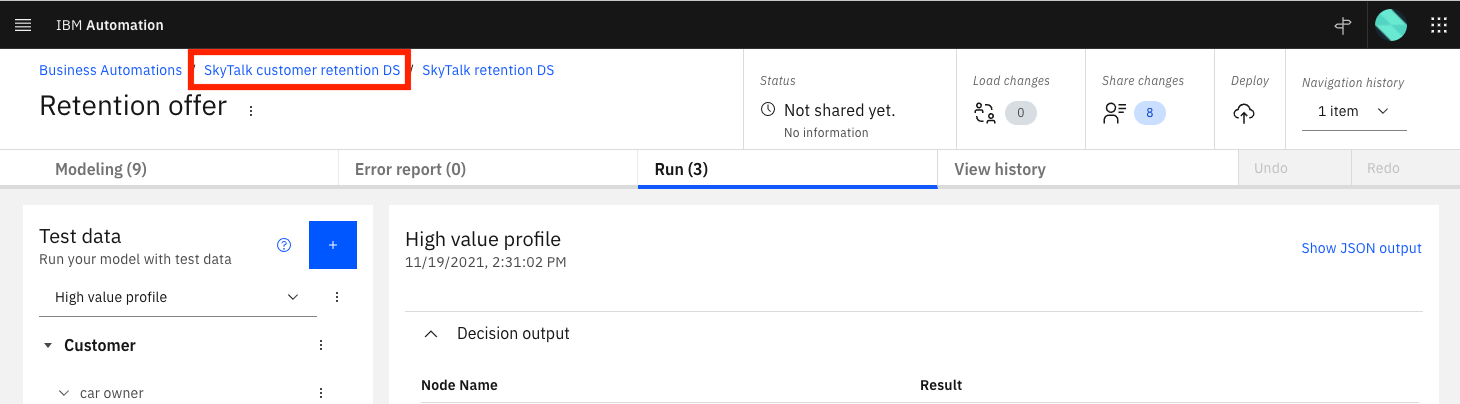 IBM Automation
Business Automations / SkyTalk customer retention DS / SkyTalk retention DS
Retention offer
Status
Not shared yet.
No information
Load changes
0
Share changes
8
Deploy
Navigation history
1 item
Modeling (9)
Error report (0)
Run (3)
View history
Undo
Redo
Test data
Run your model with test data
?
+
High value profile
Customer
car owner
High value profile
11/19/2021, 2:31:02 PM
Show JSON output
Decision output
Node Name
Result